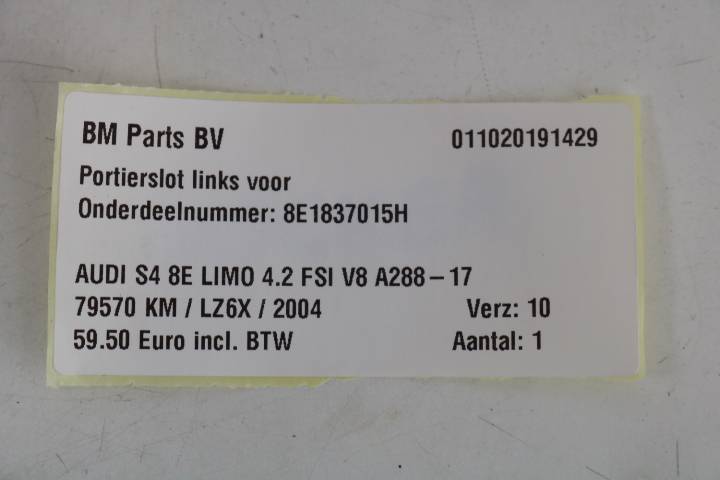 BM Parts BV 011020191429
Portierslot links voor
Onderdeelnummer: 8E1837015H
AUDI S4 8E LIMO 4.2 FSI V8 A288-17
79570 KM / LZ6X / 2004 Verz: 10
59.50 Euro incl. BTW Aantal: 1